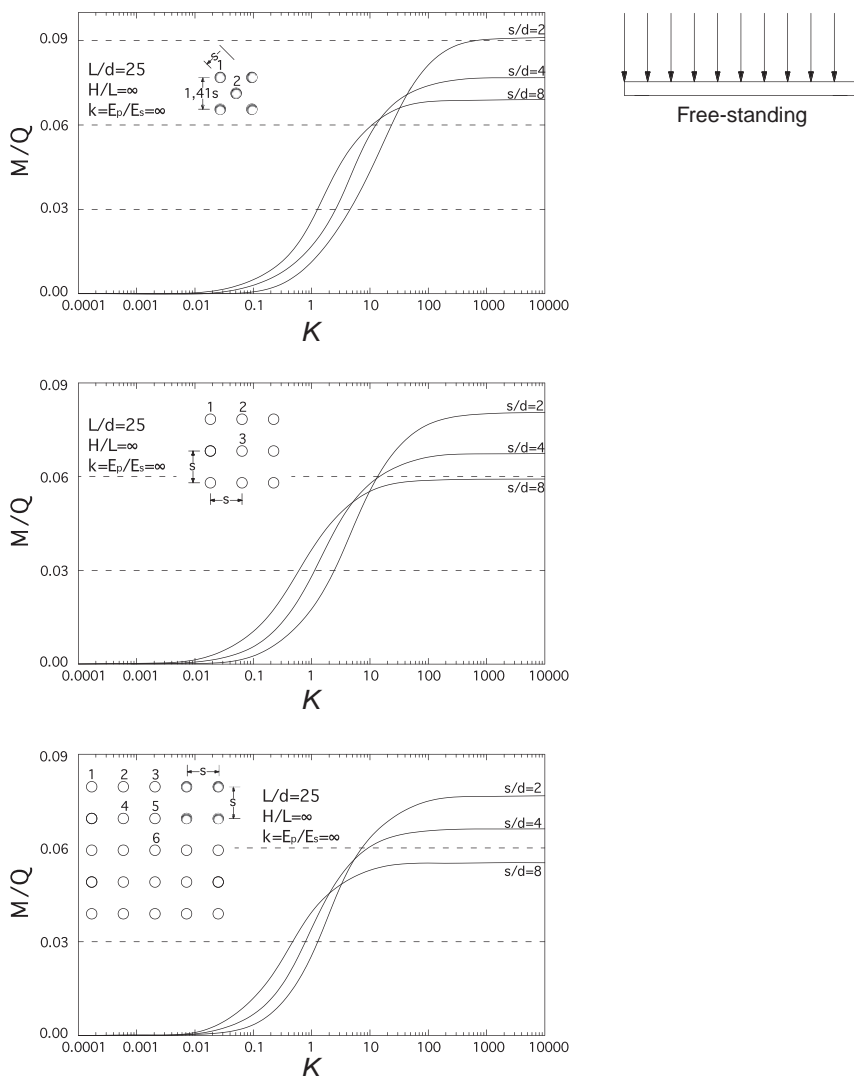 s/d=2
0.09
s
1
L/d=25
2
s/d=4
H/L=∞
1,41s
s/d=8
k=Ep/Es=∞
0.06
M/Q
0.03
0.00
0.0001 0.001 0.01 0.1 1 10 100 1000 10000
K
Free-standing
0.09
1 2
s/d=2
L/d=25
H/L=∞
3
s/d=4
k=Ep/Es=∞
s
0.06
s/d=8
s
M/Q
0.03
0.00
0.0001 0.001 0.01 0.1 1 10 100 1000 10000
K
0.09
1 2 3 s
s/d=2
L/d=25
s
4 5
H/L=∞
s/d=4
k=Ep/Es=∞
6
0.06
s/d=8
M/Q
0.03
0.00
0.0001 0.001 0.01 0.1 1 10 100 1000 10000
K